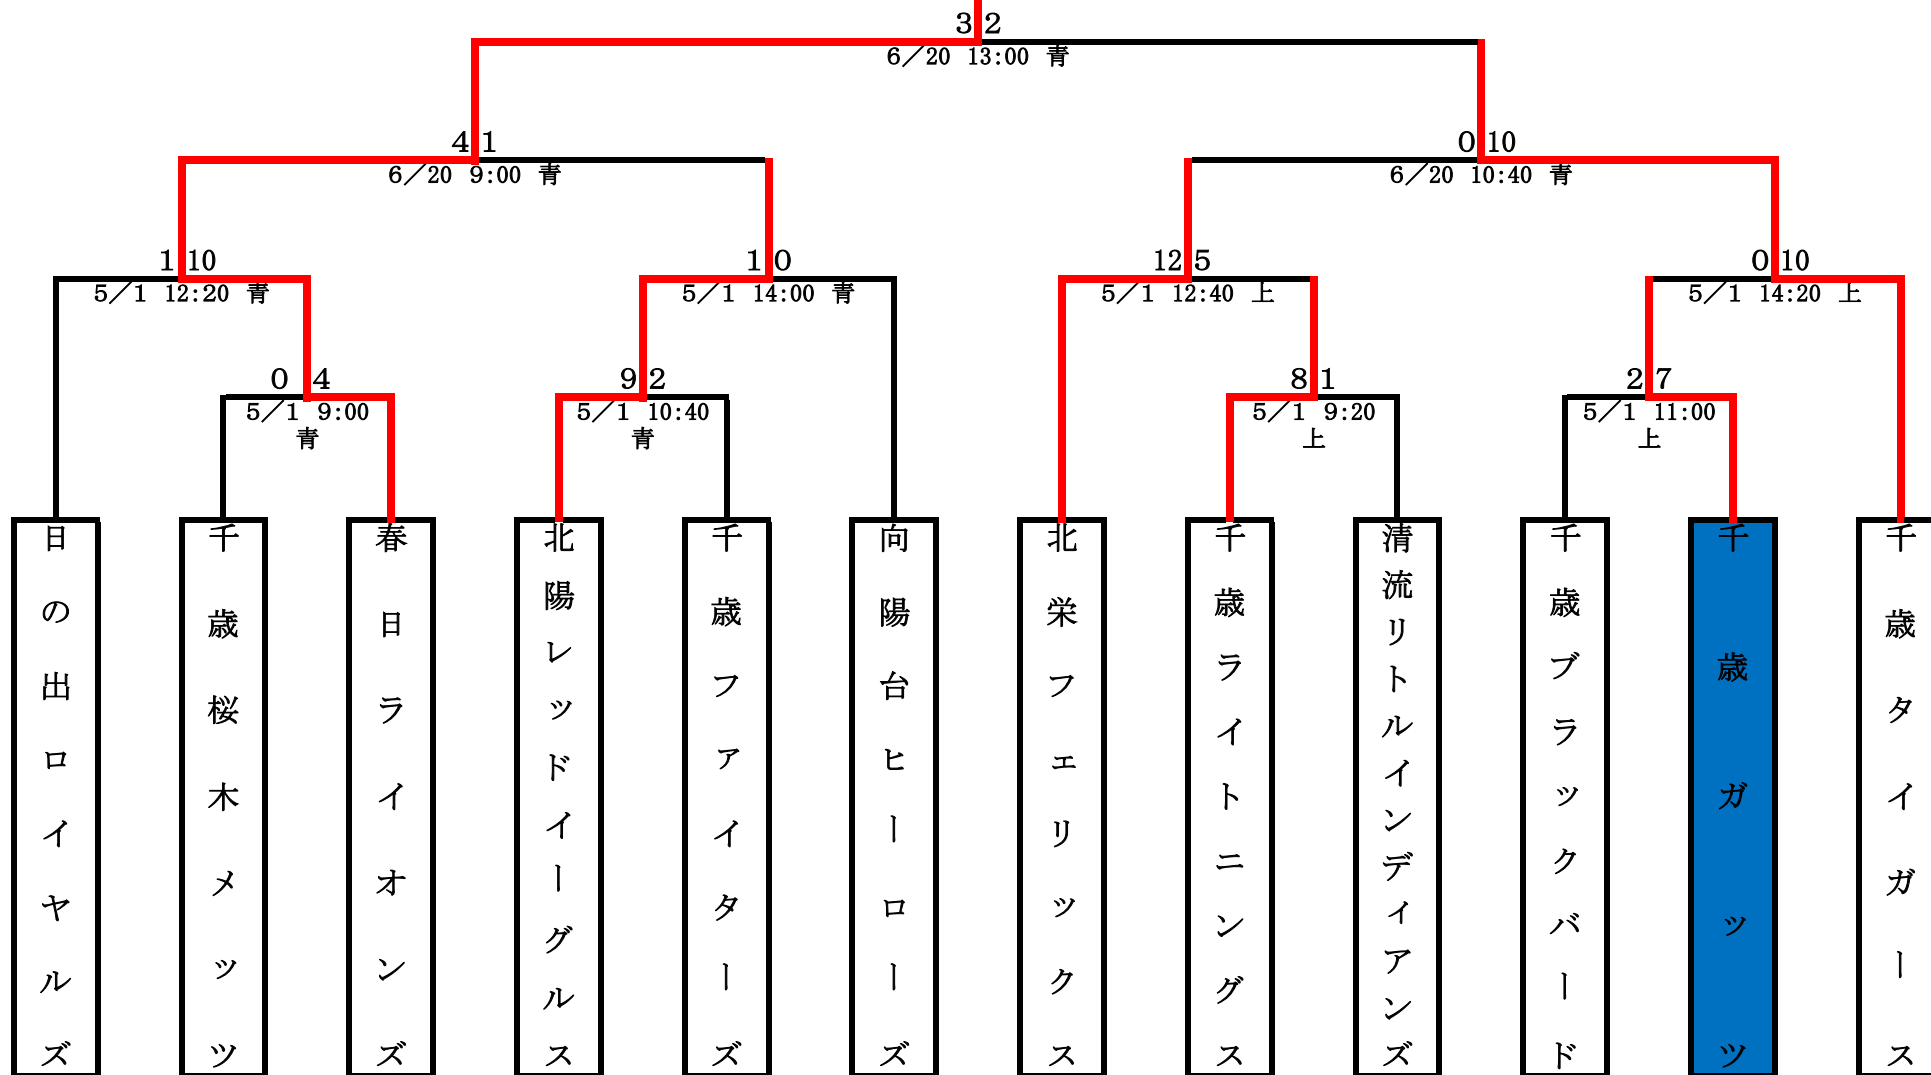 3 2
6／20 13:00 青
4 1
6／20 9:00 青
0 10
6／20 10:40 青
1 10
5／1 12:20 青
1 0
5／1 14:00 青
12 5
5／1 12:40 上
0 10
5／1 14:20 上
0 4
5／1 9:00
青
9 2
5／1 10:40
青
8 1
5／1 9:20
上
2 7
5／1 11:00
上
日の出ロイヤルズ
千歳桜木メッツ
春日ライオンズ
北陽レッドイーグルス
千歳ファイターズ
向陽台ヒーローズ
北栄フェリックス
千歳ライトニングス
清流リトルインディアンズ
千歳ブラックバード
千歳ガッツ
千歳タイガース